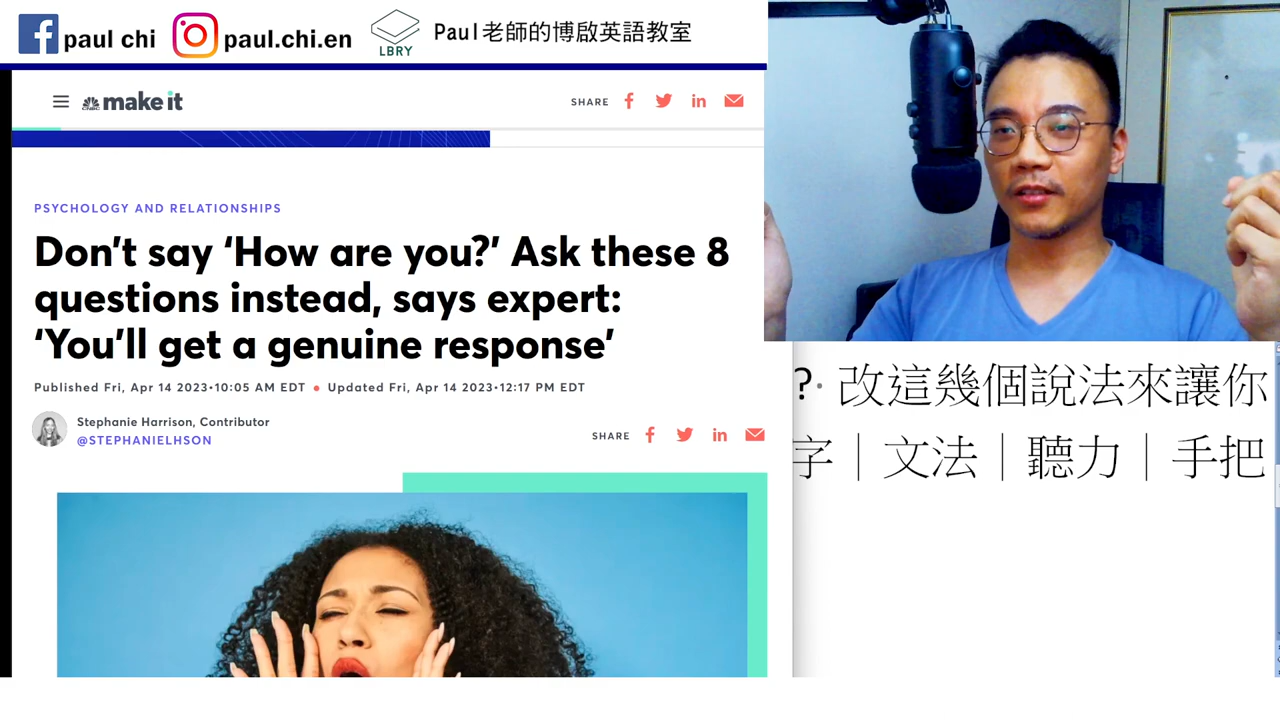 paul chi
paul.chi.en
LBRY
Paul老師的博啟英語教室
CNBC make it
SHARE
PSYCHOLOGY AND RELATIONSHIPS
Don't say ‘How are you?’ Ask these 8
questions instead, says expert:
‘You'll get a genuine response’
Published Fri, Apr 14 2023•10:05 AM EDT • Updated Fri, Apr 14 2023•12:17 PM EDT
Stephanie Harrison, Contributor
@STEPHANIELHSON
SHARE
?· 改這幾個說法來讓你
字｜文法｜聽力｜手把